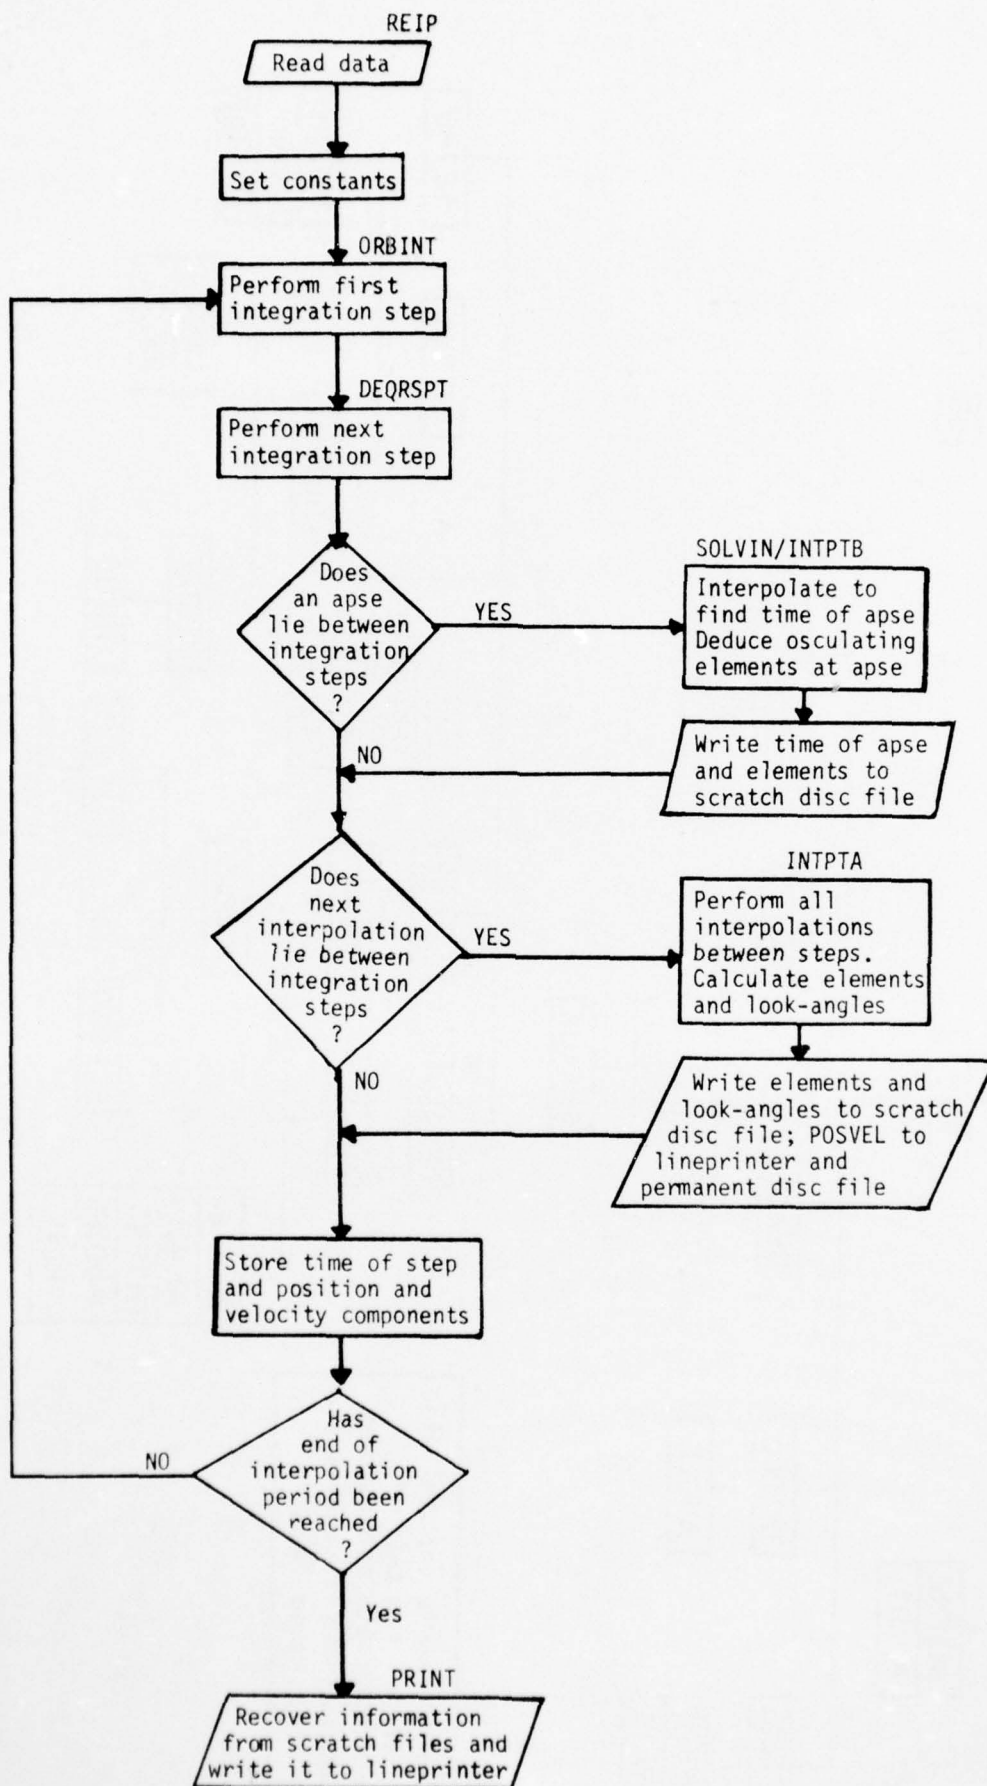 REIP
Read data
Set constants
ORBINT
Perform first
integration step
DEQRSPT
Perform next
integration step
Does
an apse
lie between
integration
steps
?
YES
SOLVIN/INTPTB
Interpolate to
find time of apse
Deduce osculating
elements at apse
NO
Write time of apse
and elements to
scratch disc file
Does
next
interpolation
lie between
integration
steps
?
YES
INTPTA
Perform all
interpolations
between steps.
Calculate elements
and look-angles
NO
Write elements and
look-angles to scratch
disc file; POSVEL to
lineprinter and
permanent disc file
Store time of step
and position and
velocity components
Has
end of
interpolation
period been
reached
?
NO
Yes
PRINT
Recover information
from scratch files and
write it to lineprinter